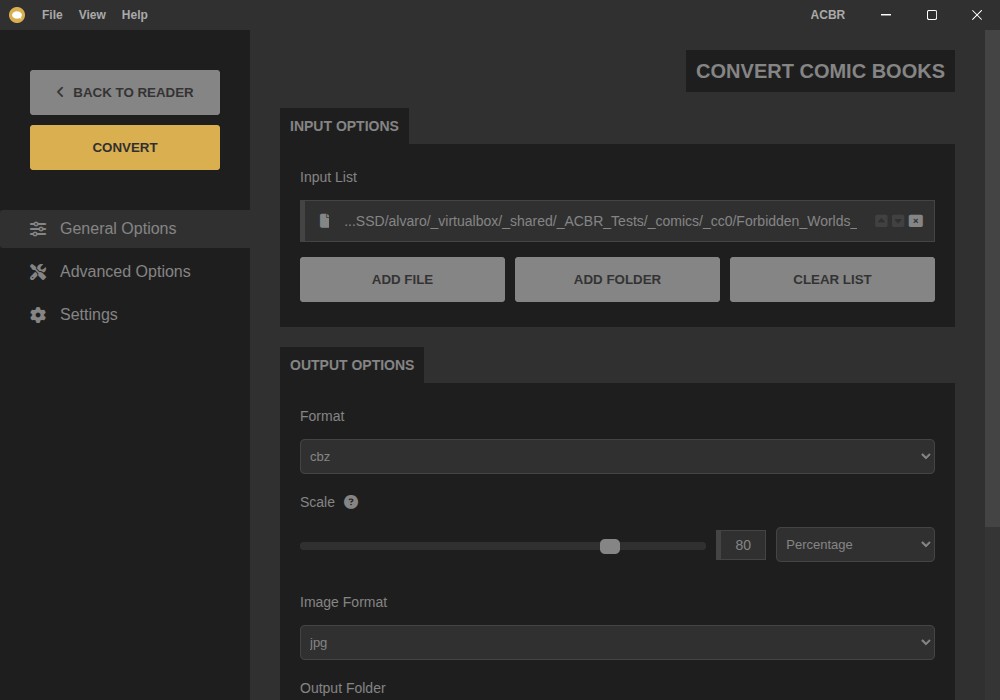 File View Help
ACBR
BACK TO READER
CONVERT
General Options
Advanced Options
Settings
CONVERT COMIC BOOKS
INPUT OPTIONS
Input List
...SSD/alvaro/_virtualbox/_shared/_ACBR_Tests/_comics/_cc0/Forbidden_Worlds_
ADD FILE
ADD FOLDER
CLEAR LIST
OUTPUT OPTIONS
Format
cbz
Scale ?
80
Percentage
Image Format
jpg
Output Folder